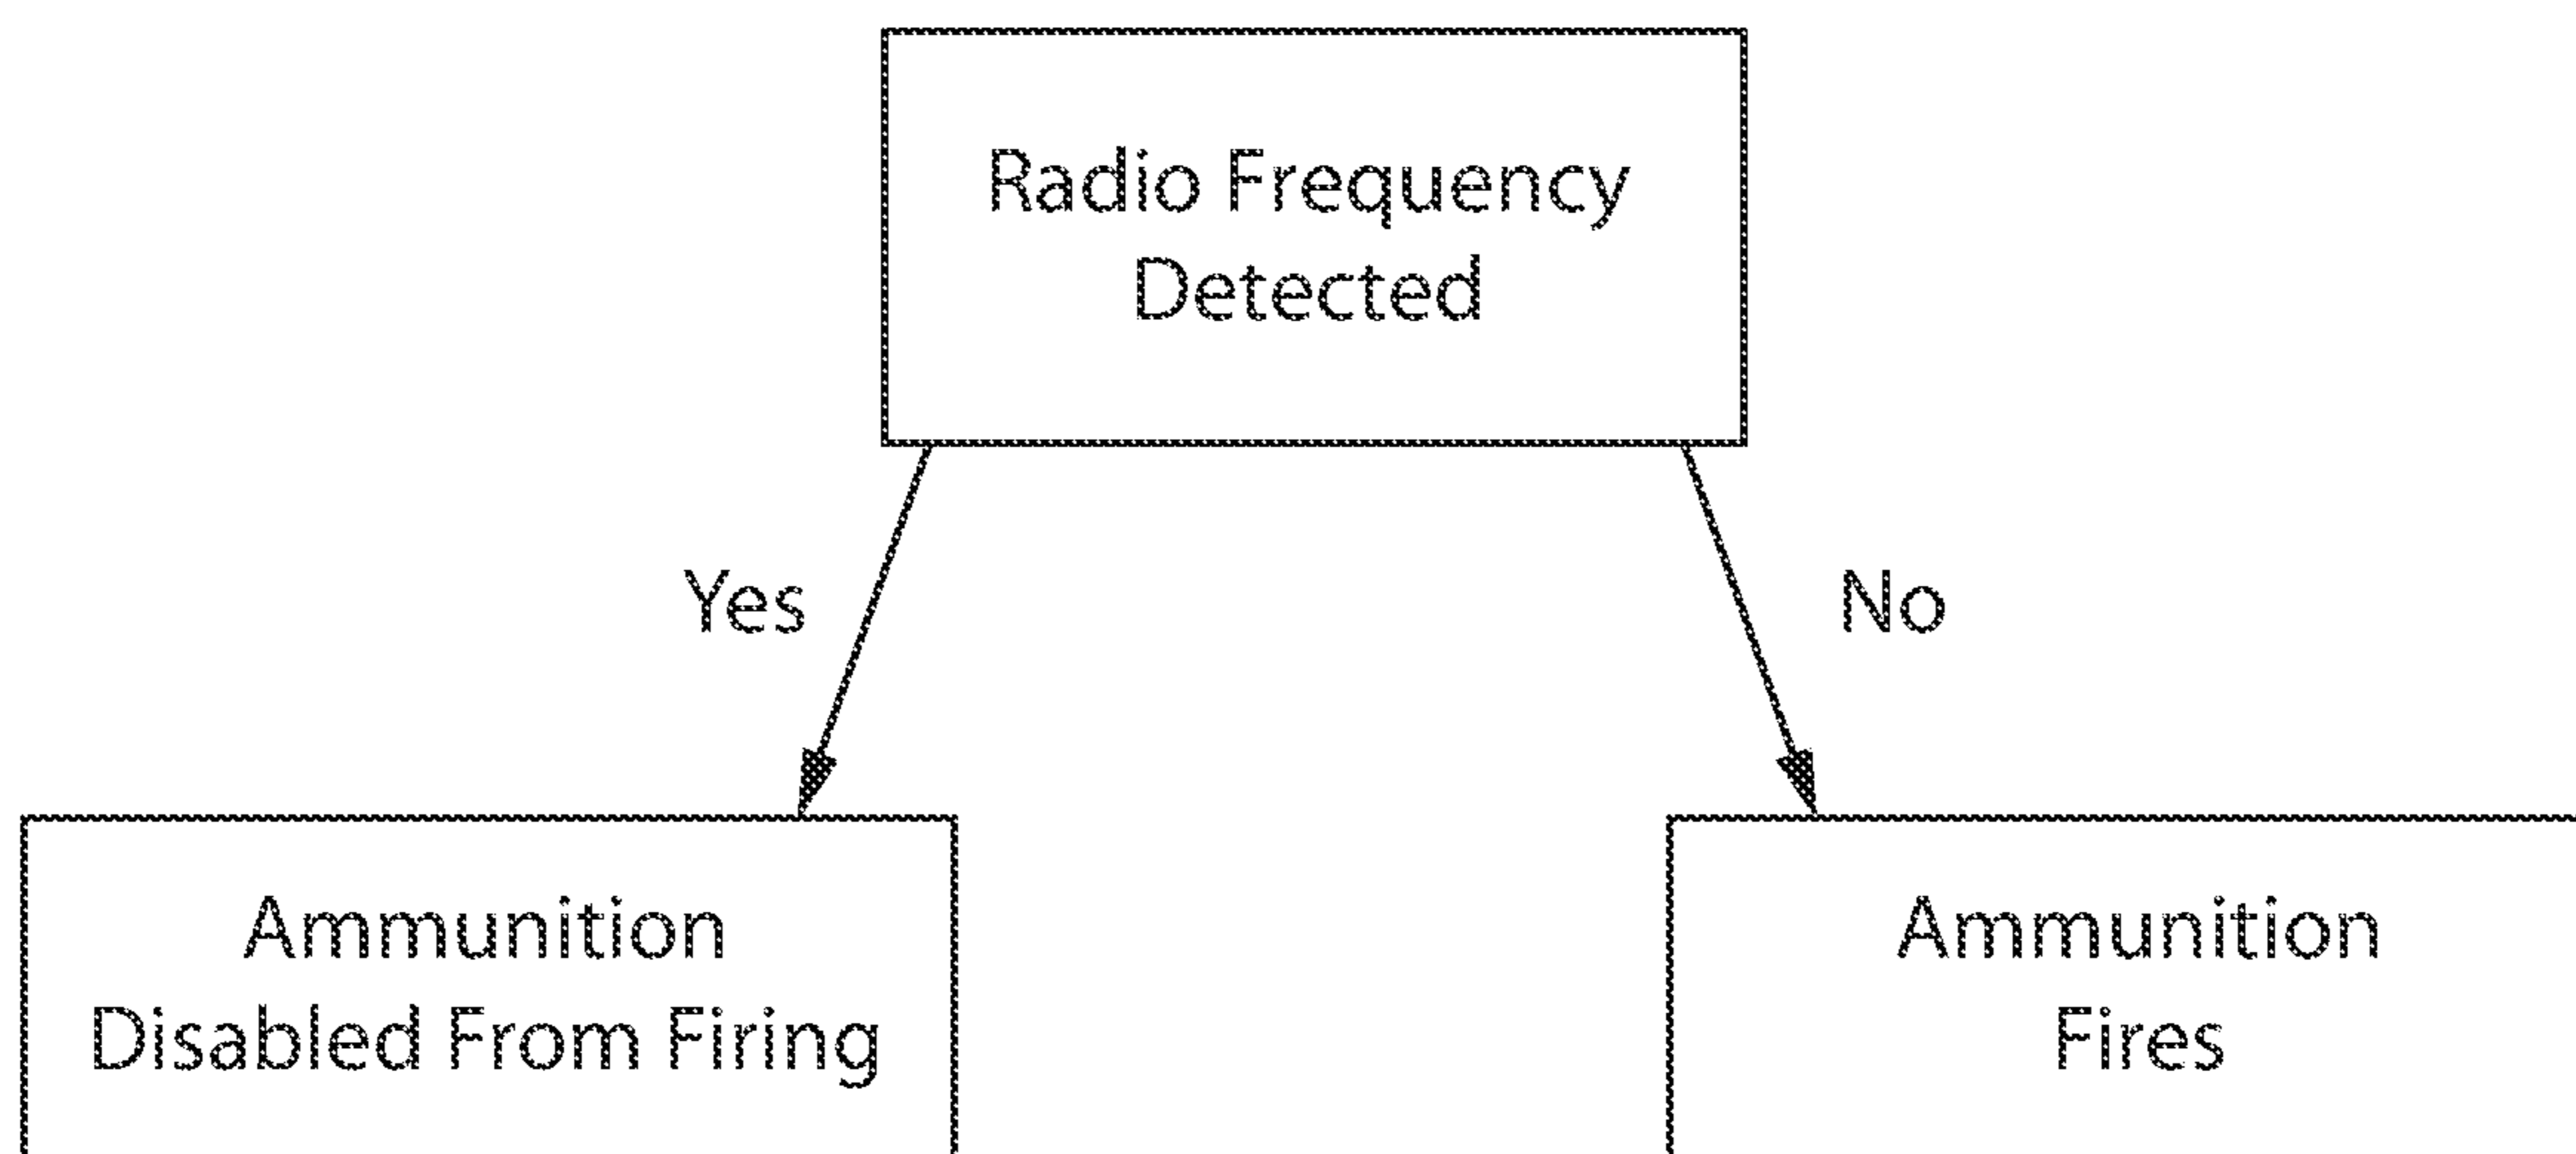 Radio Frequency
Detected
Yes
No
Ammunition
Disabled From Firing
Ammunition
Fires